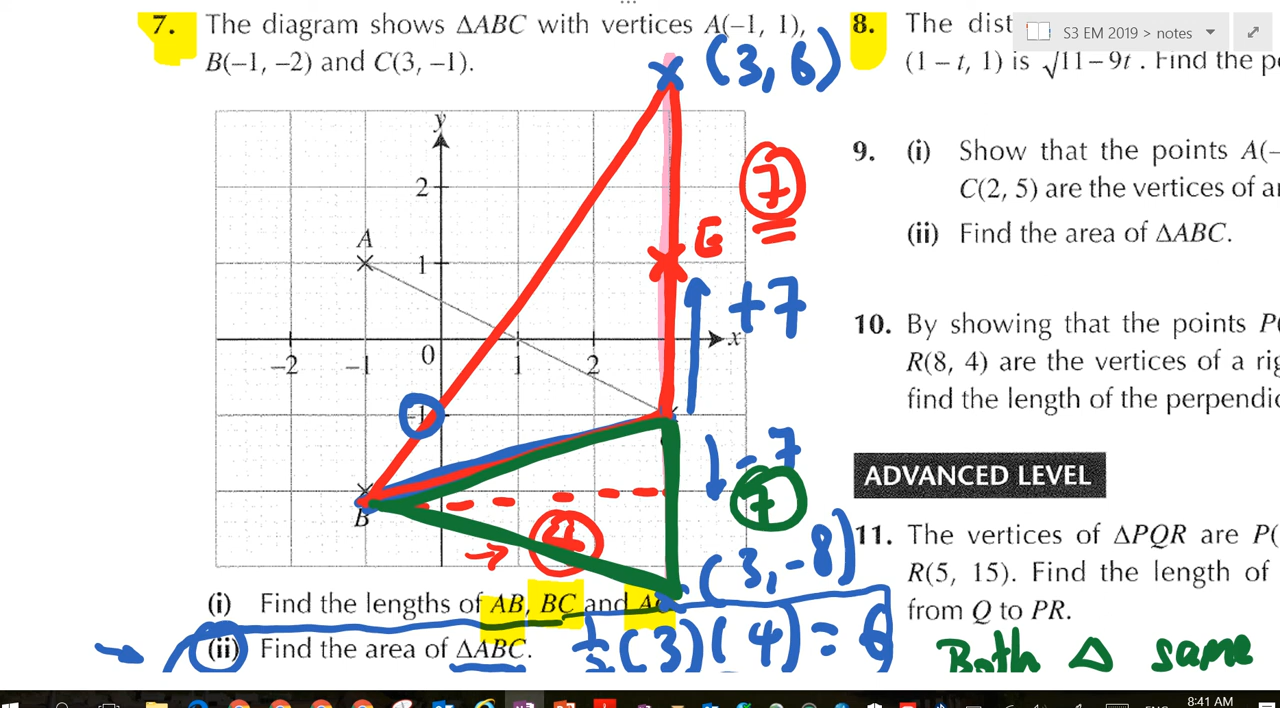 7. The diagram shows ΔABC with vertices A(−1, 1),
B(−1, −2) and C(3, −1).
(3, 6)
y
2
A
1
7
E
+7
−2
−1
0
1
2
x
−1
B
4
−7
7
(3, −8)
(i) Find the lengths of AB, BC and A
(ii) Find the area of ΔABC.
½(3)(4) = 6
8. The dist
S3 EM 2019 > notes
(1 − t, 1) is √11 − 9t . Find the p
9. (i) Show that the points A(−
C(2, 5) are the vertices of a
(ii) Find the area of ΔABC.
10. By showing that the points P
R(8, 4) are the vertices of a rig
find the length of the perpendic
ADVANCED LEVEL
11. The vertices of ΔPQR are P(
R(5, 15). Find the length of
from Q to PR.
Both Δ same
8:41 AM